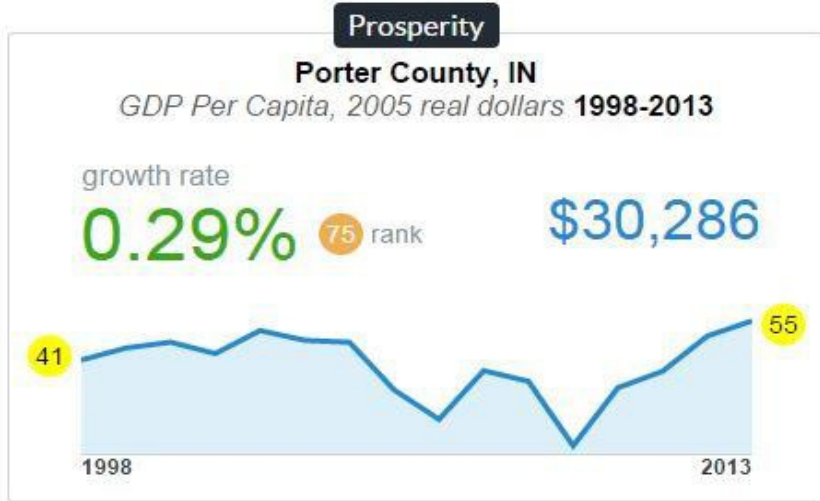 Prosperity
Porter County, IN
GDP Per Capita, 2005 real dollars 1998-2013
growth rate
0.29% 75 rank $30,286
41
55
1998 2013